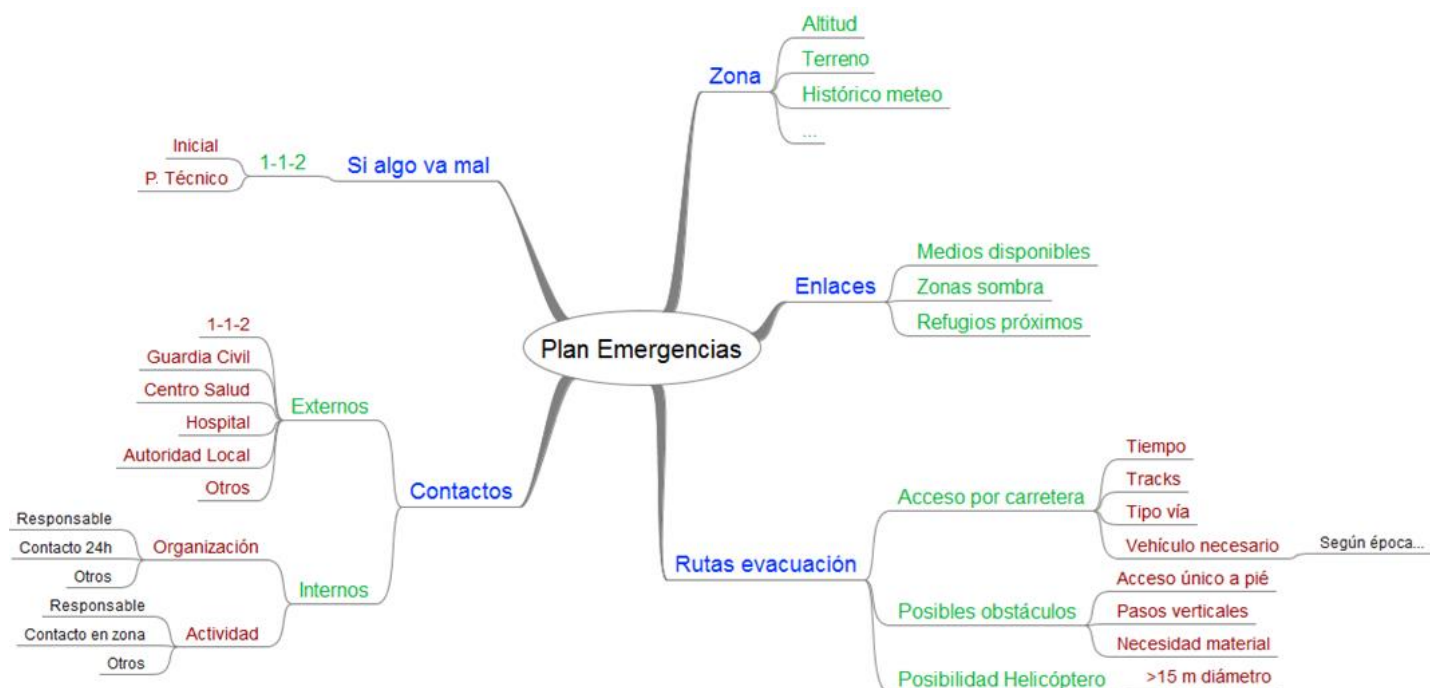 Plan Emergencias
Zona
Altitud
Terreno
Histórico meteo
...
Enlaces
Medios disponibles
Zonas sombra
Refugios próximos
Rutas evacuación
Acceso por carretera
Tiempo
Tracks
Tipo vía
Vehículo necesario
Según época...
Posibles obstáculos
Acceso único a pié
Pasos verticales
Necesidad material
Posibilidad Helicóptero
>15 m diámetro
Si algo va mal
1-1-2
Inicial
P. Técnico
Contactos
Externos
1-1-2
Guardia Civil
Centro Salud
Hospital
Autoridad Local
Otros
Internos
Organización
Responsable
Contacto 24h
Otros
Actividad
Responsable
Contacto en zona
Otros